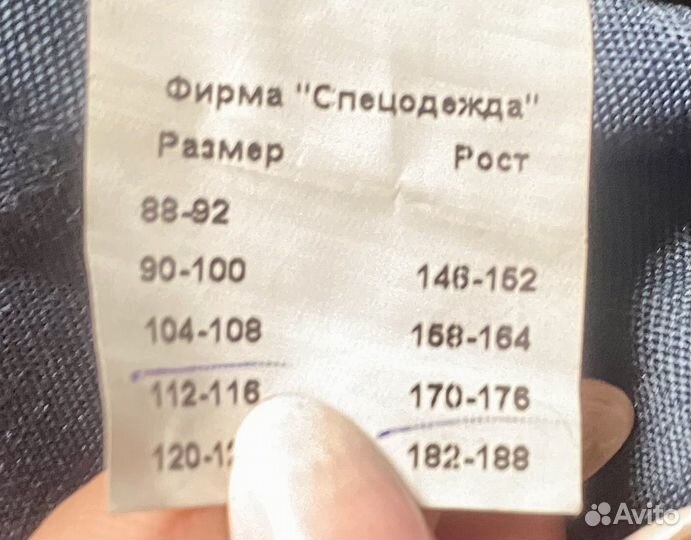 Фирма "Спецодежда"
Размер Рост
88-92
90-100 146-152
104-108 158-164
112-116 170-176
182-188
Avito